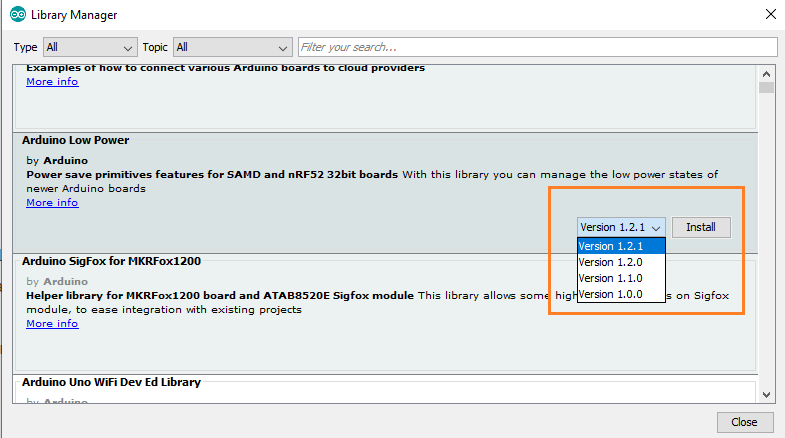 Library Manager
Type All Topic All Filter your search...
Examples of how to connect various Arduino boards to cloud providers
More info
Arduino Low Power
by Arduino
Power save primitives features for SAMD and nRF52 32bit boards With this library you can manage the low power states of
newer Arduino boards
More info
Version 1.2.1 Install
Version 1.2.1
Version 1.2.0
Version 1.1.0
Version 1.0.0
Arduino SigFox for MKRFox1200
by Arduino
Helper library for MKRFox1200 board and ATAB8520E Sigfox module This library allows some high s on Sigfox
module, to ease integration with existing projects
More info
Arduino Uno WiFi Dev Ed Library
by Arduino
Close